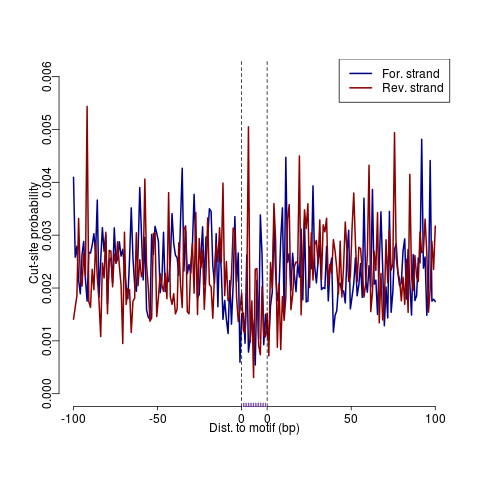 For. strand
Rev. strand
Cut-site probability
0.006
0.005
0.004
0.003
0.002
0.001
0.000
-100 -50 0 0 50 100
Dist. to motif (bp)